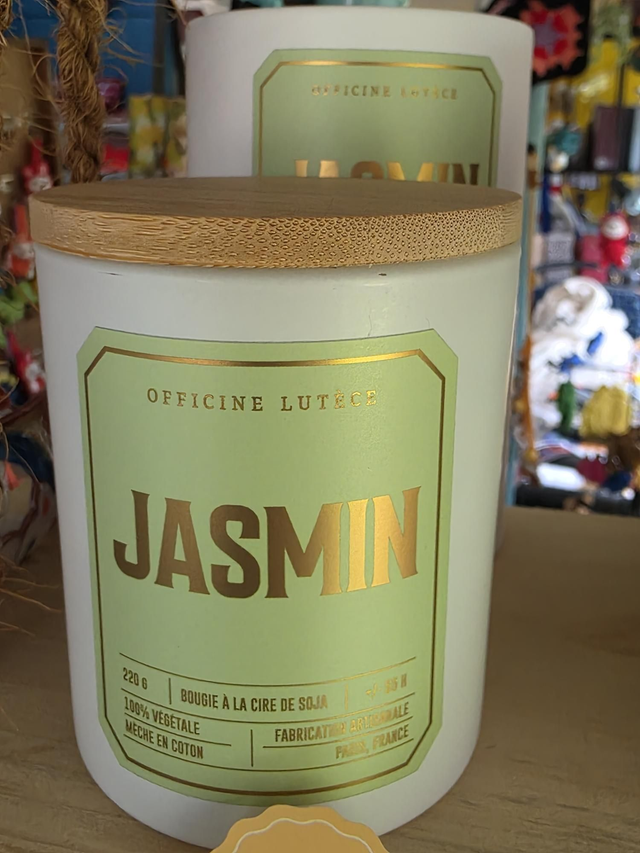 OFFICINE LUTÈCE
JASMIN
OFFICINE LUTÈCE
JASMIN
220 G
BOUGIE À LA CIRE DE SOJA
H
100% VÉGÉTALE
MÈCHE EN COTON
FABRICATION ARTISANALE
PARIS, FRANCE